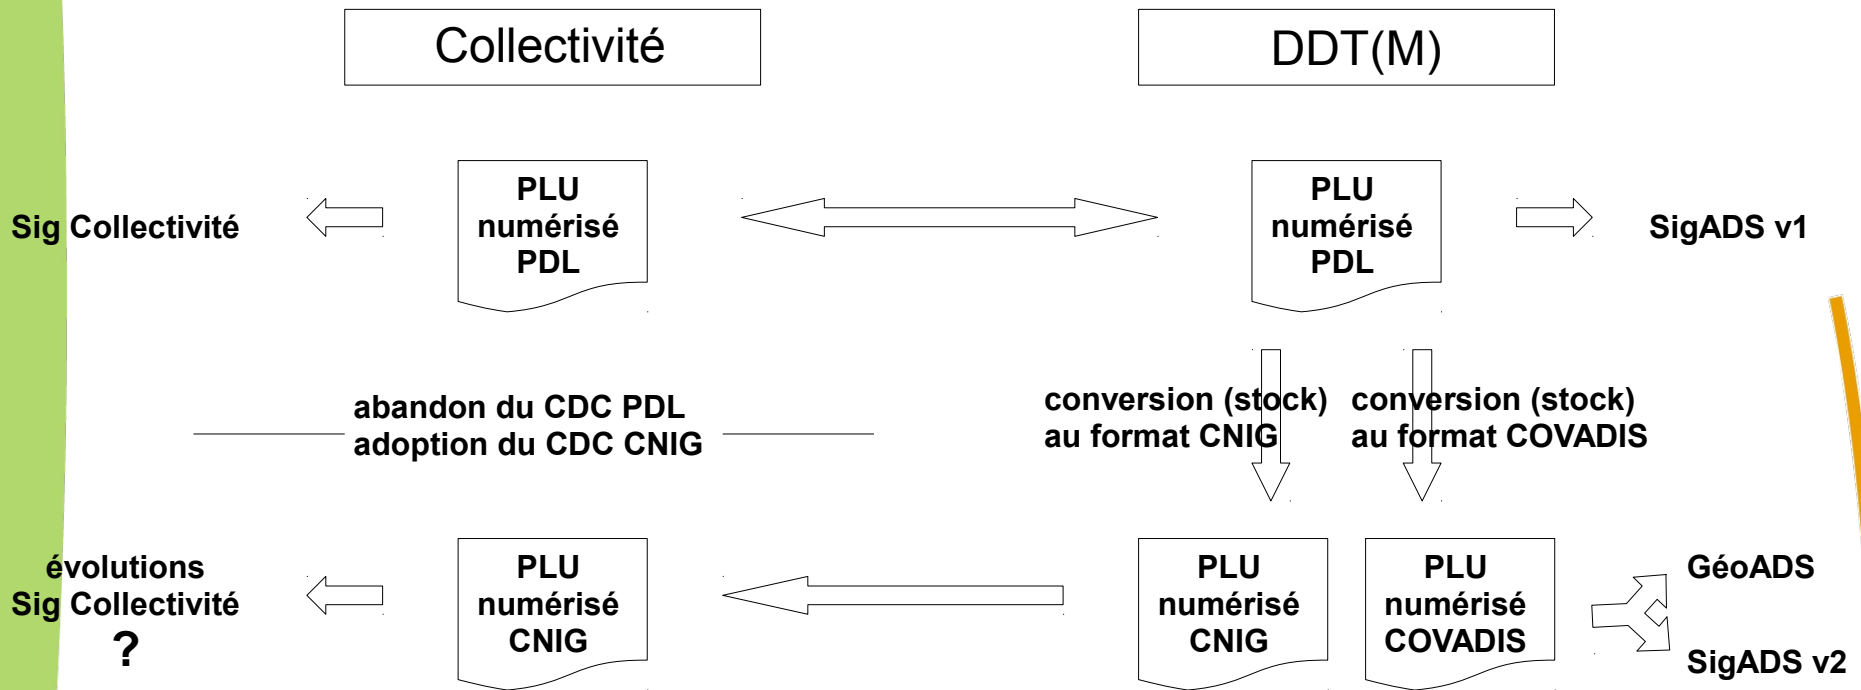 Collectivité
DDT(M)
Sig Collectivité
PLU
numérisé
PDL
PLU
numérisé
PDL
SigADS v1
abandon du CDC PDL
adoption du CDC CNIG
conversion (stock)
au format CNIG
conversion (stock)
au format COVADIS
évolutions
Sig Collectivité
?
PLU
numérisé
CNIG
PLU
numérisé
CNIG
PLU
numérisé
COVADIS
GéoADS
SigADS v2